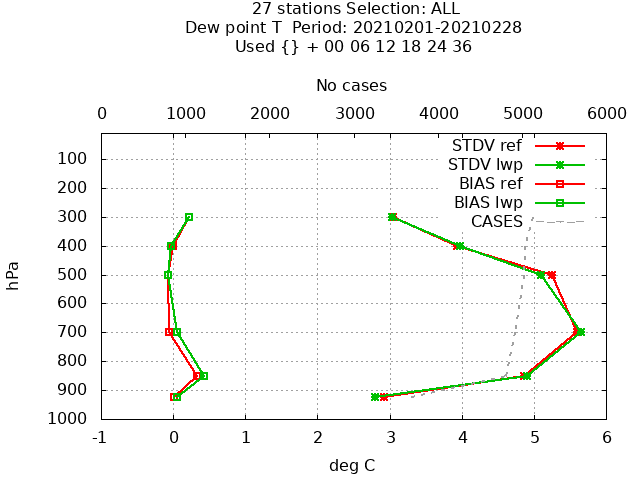 27 stations Selection: ALL
Dew point T  Period: 20210201-20210228
Used {} + 00 06 12 18 24 36
No cases
0 1000 2000 3000 4000 5000 6000
STDV ref
STDV lwp
BIAS ref
BIAS lwp
CASES
100
200
300
400
500
600
700
800
900
1000
hPa
-1 0 1 2 3 4 5 6
deg C